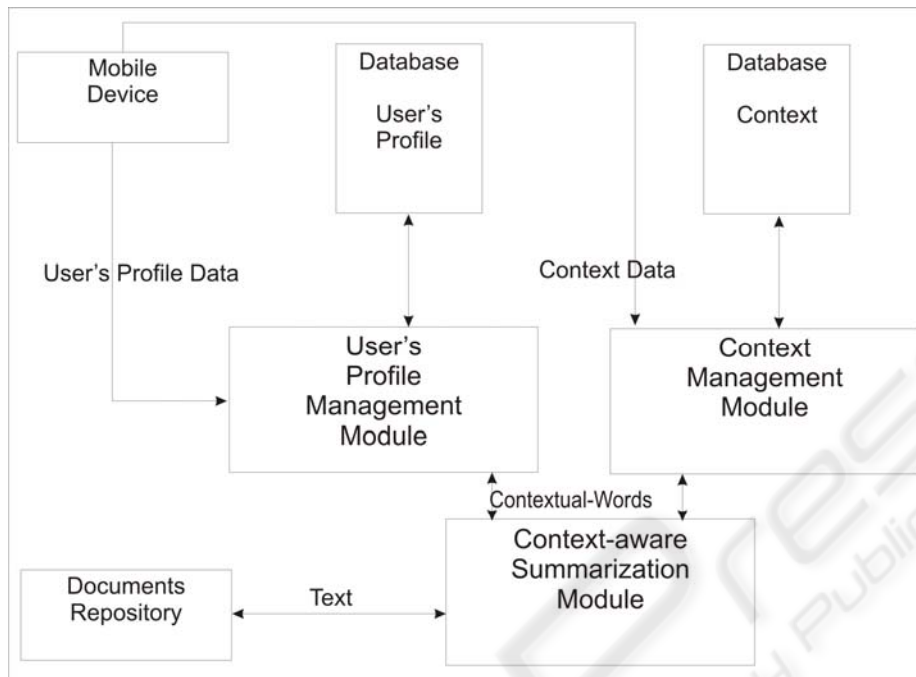 Mobile
Device
Database
User's
Profile
Database
Context
User's Profile Data
Context Data
User's
Profile
Management
Module
Context
Management
Module
Contextual-Words
Context-aware
Summarization
Module
Documents
Repository
Text